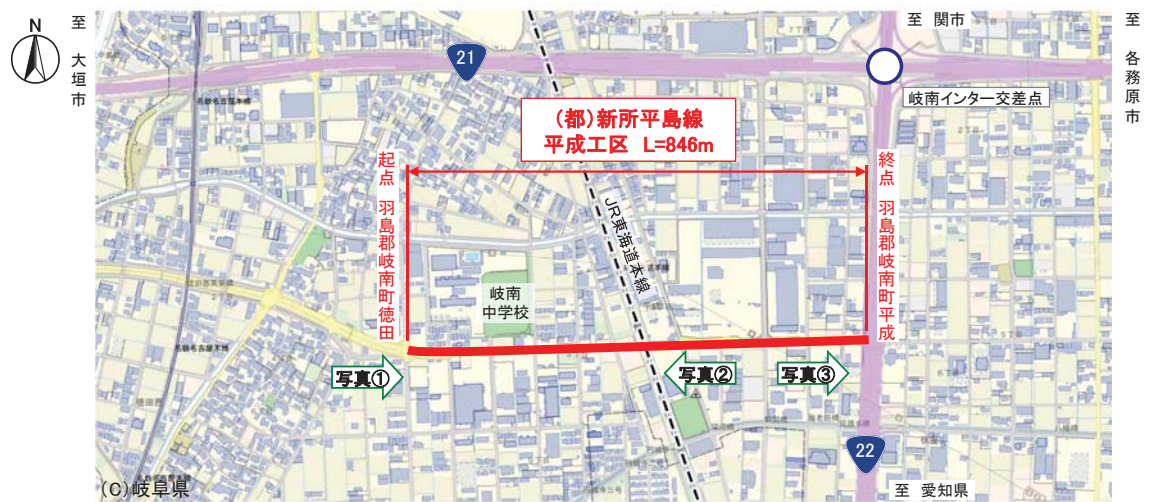 N
至 大垣市
21
至 関市
至 各務原市
岐南インター交差点
(都)新所平島線
平成工区 L=846m
起点 羽島郡岐南町徳田
終点 羽島郡岐南町平成
JR東海道本線
岐南
中学校
写真①
写真②
写真③
22
至 愛知県
(C)岐阜県